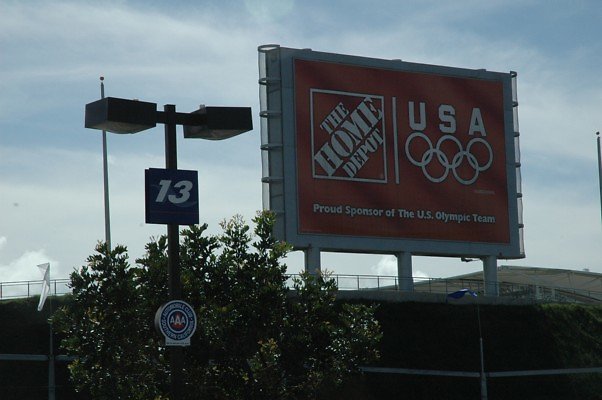 THE
HOME
DEPOT
USA
Proud Sponsor of The U.S. Olympic Team
13
AAA